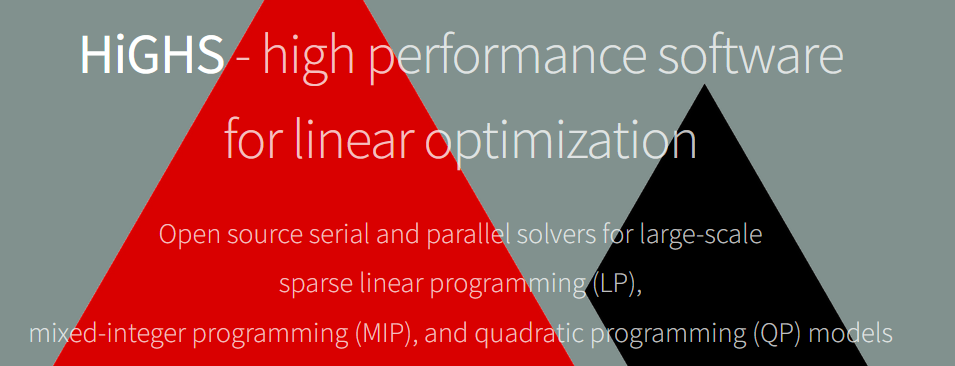 HiGHS - high performance software
for linear optimization
Open source serial and parallel solvers for large-scale
sparse linear programming (LP),
mixed-integer programming (MIP), and quadratic programming (QP) models